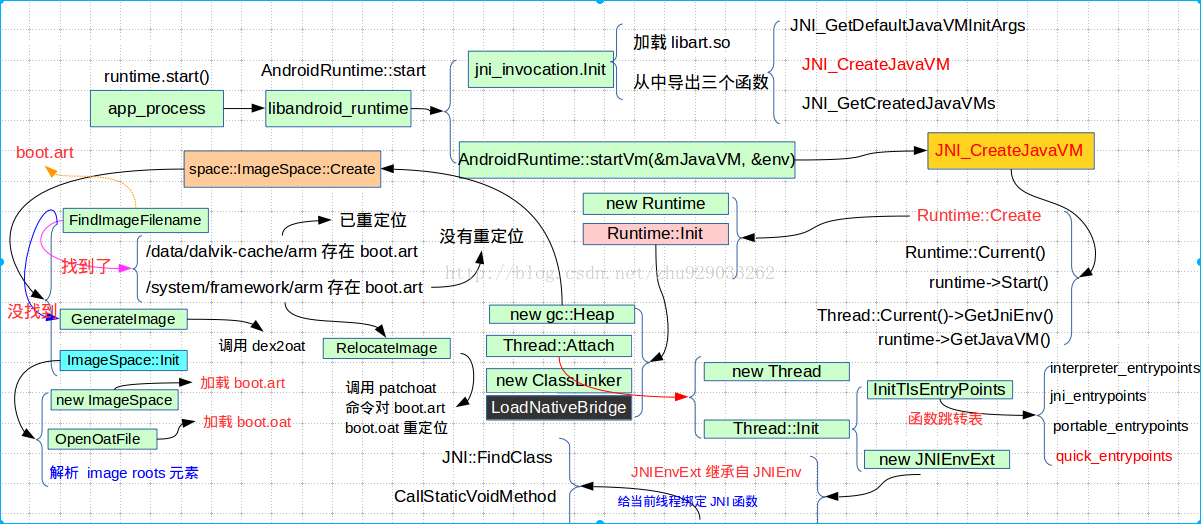 JNI_GetDefaultJavaVMInitArgs
加载 libart.so
runtime.start()
AndroidRuntime::start
jni_invocation.Init
JNI_CreateJavaVM
从中导出三个函数
app_process
libandroid_runtime
JNI_GetCreatedJavaVMs
boot.art
space::ImageSpace::Create
AndroidRuntime::startVm(&mJavaVM, &env)
JNI_CreateJavaVM
new Runtime
FindImageFilename
已重定位
Runtime::Init
Runtime::Create
没有重定位
/data/dalvik-cache/arm 存在 boot.art
Runtime::Current()
找到了
http://blog.csdn.net/zhu929033262
runtime->Start()
/system/framework/arm 存在 boot.art
没找到
GenerateImage
new gc::Heap
Thread::Current()->GetJniEnv()
runtime->GetJavaVM()
调用 dex2oat
RelocateImage
Thread::Attach
ImageSpace::Init
new Thread
interpreter_entrypoints
加载 boot.art
调用 patchoat
new ClassLinker
InitTlsEntryPoints
jni_entrypoints
new ImageSpace
命令对 boot.art
LoadNativeBridge
函数跳转表
加载 boot.oat
boot.oat 重定位
Thread::Init
portable_entrypoints
OpenOatFile
JNI::FindClass
new JNIEnvExt
quick_entrypoints
解析 image roots 元素
JNIEnvExt 继承自 JNIEnv
CallStaticVoidMethod
给当前线程绑定 JNI 函数